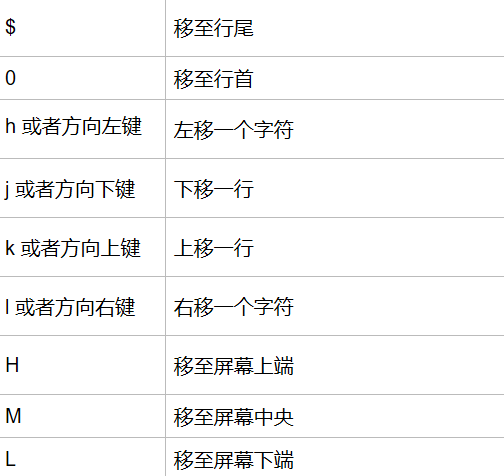 $ 移至行尾
0 移至行首
h 或者方向左键 左移一个字符
j 或者方向下键 下移一行
k 或者方向上键 上移一行
l 或者方向右键 右移一个字符
H 移至屏幕上端
M 移至屏幕中央
L 移至屏幕下端